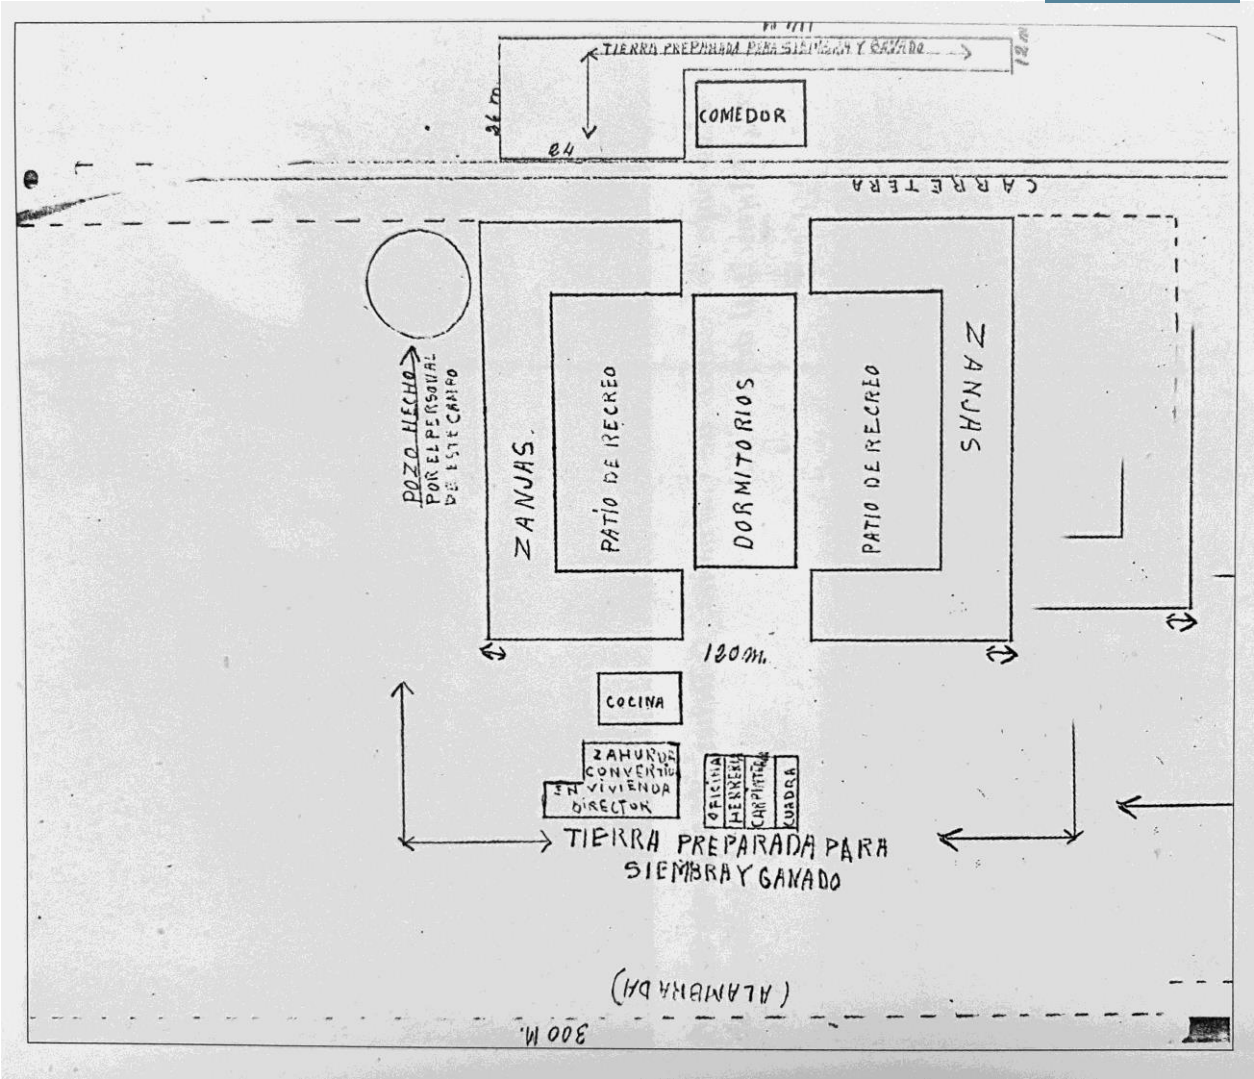 TIERRA PREPARADA PARA SIEMBRA Y GANADO
12 m
26 m
COMEDOR
24
CARRETERA
ZANJAS.
PATIO DE RECREO
DORMITORIOS
PATIO DE RECREO
ZANJAS
POZO HECHO
POR EL PERSONAL
DE ESTE CAMPO
120 m.
COCINA
ZAHURDA
CONVERTIDA
EN VIVIENDA
DIRECTOR
OFICINA
HERRERIA
CARPINTERIA
CUADRA
TIERRA PREPARADA PARA
SIEMBRA Y GANADO
(ALAMBRADA)
300 M.